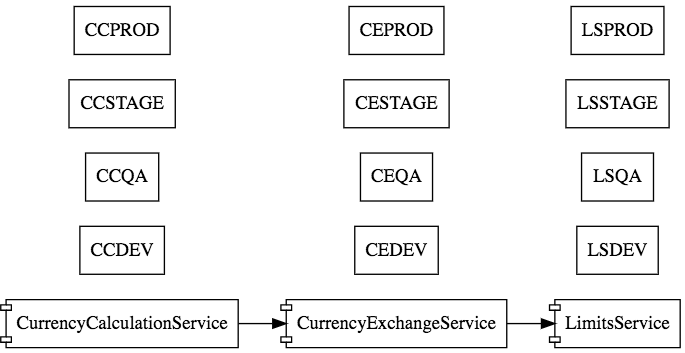 CCPROD CEPROD LSPROD
CCSTAGE CESTAGE LSSTAGE
CCQA CEQA LSQA
CCDEV CEDEV LSDEV
CurrencyCalculationService CurrencyExchangeService LimitsService